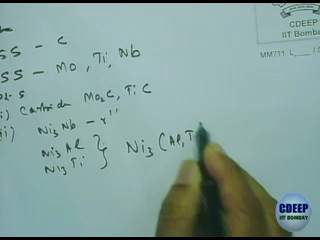 SS - C
SS - Mo, Ti, Nb
i) Carbide Mo2C, TiC
ii) Ni3Nb - γ''
Ni3Al
Ni3Ti } Ni3 (Al, T
CDEEP
IIT Bombay
MM711 L / S
CDEEP
IIT BOMBAY